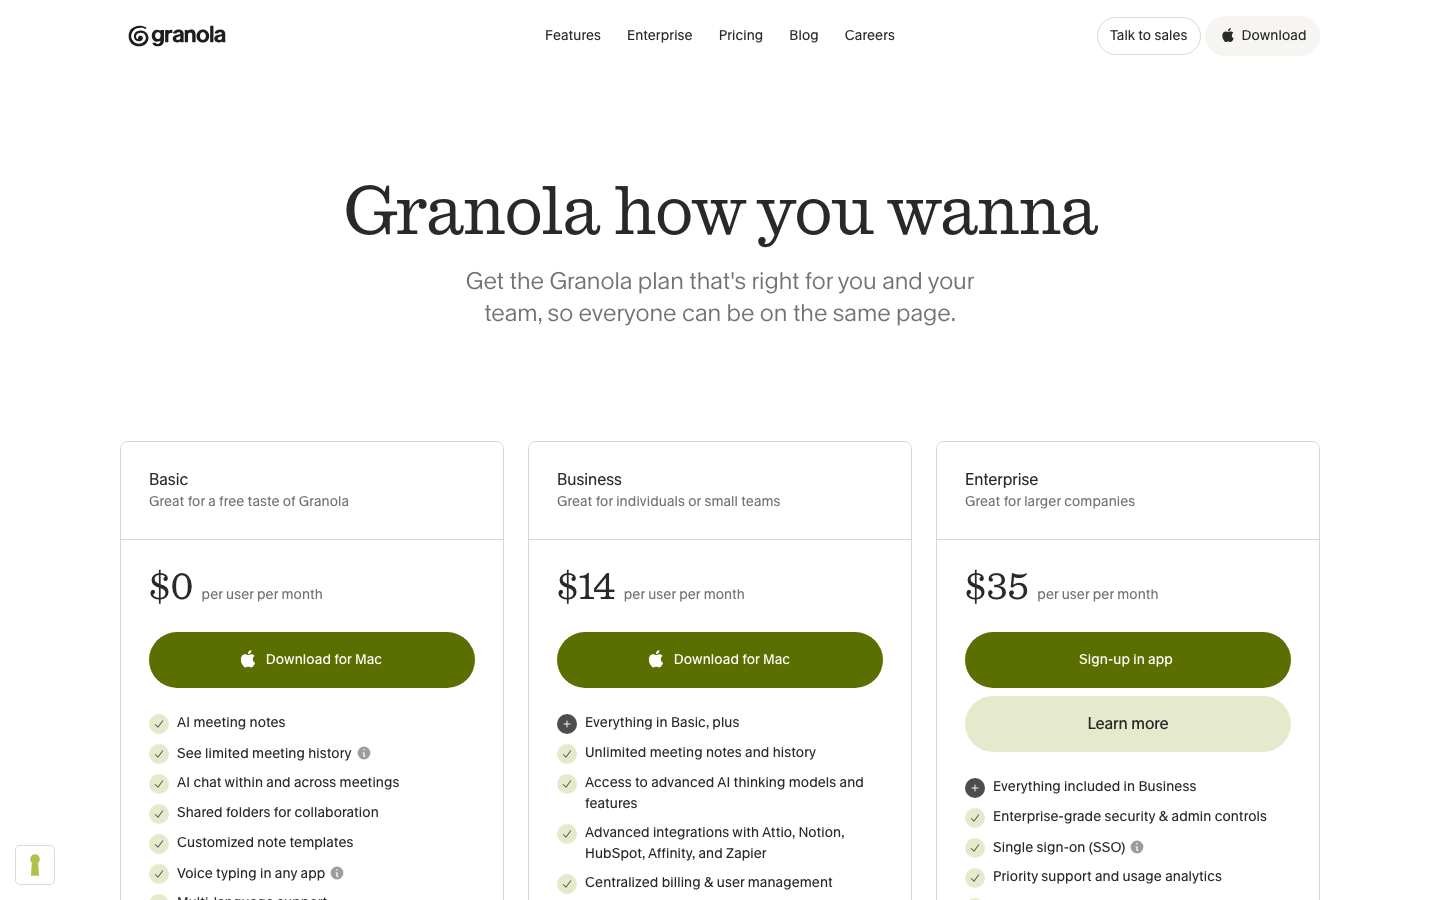 granola
Features
Enterprise
Pricing
Blog
Careers
Talk to sales
Download
Granola how you wanna
Get the Granola plan that's right for you and your
team, so everyone can be on the same page.
Basic
Great for a free taste of Granola
$0 per user per month
Download for Mac
AI meeting notes
See limited meeting history
AI chat within and across meetings
Shared folders for collaboration
Customized note templates
Voice typing in any app
Multi-language support
Business
Great for individuals or small teams
$14 per user per month
Download for Mac
Everything in Basic, plus
Unlimited meeting notes and history
Access to advanced AI thinking models and
features
Advanced integrations with Attio, Notion,
HubSpot, Affinity, and Zapier
Centralized billing & user management
Enterprise
Great for larger companies
$35 per user per month
Sign-up in app
Learn more
Everything included in Business
Enterprise-grade security & admin controls
Single sign-on (SSO)
Priority support and usage analytics